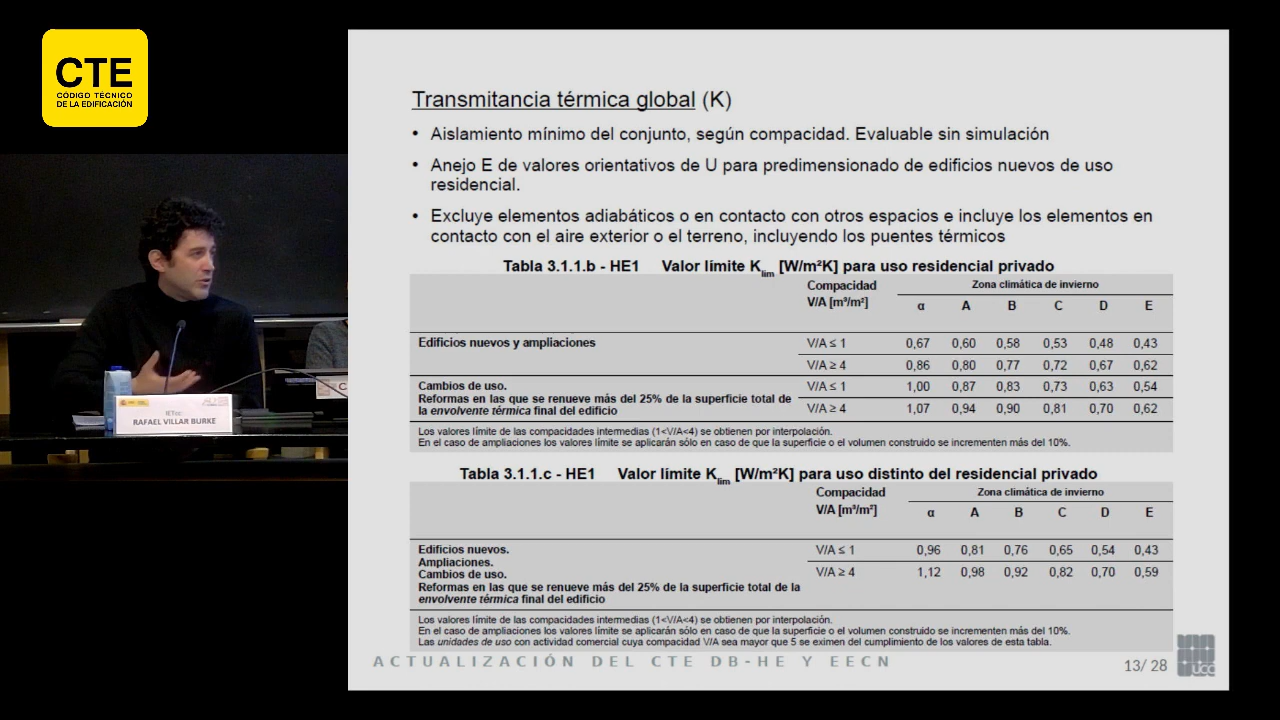 CTE
CÓDIGO TÉCNICO
DE LA EDIFICACIÓN
IETcc
RAFAEL VILLAR BURKE
Transmitancia térmica global (K)
• Aislamiento mínimo del conjunto, según compacidad. Evaluable sin simulación
• Anejo E de valores orientativos de U para predimensionado de edificios nuevos de uso
residencial.
• Excluye elementos adiabáticos o en contacto con otros espacios e incluye los elementos en
contacto con el aire exterior o el terreno, incluyendo los puentes térmicos
Tabla 3.1.1.b - HE1 Valor límite Klim [W/m²K] para uso residencial privado
Compacidad Zona climática de invierno
V/A [m³/m²] α A B C D E
Edificios nuevos y ampliaciones V/A ≤ 1 0,67 0,60 0,58 0,53 0,48 0,43
V/A ≥ 4 0,86 0,80 0,77 0,72 0,67 0,62
Cambios de uso. V/A ≤ 1 1,00 0,87 0,83 0,73 0,63 0,54
Reformas en las que se renueve más del 25% de la superficie total de
la envolvente térmica final del edificio V/A ≥ 4 1,07 0,94 0,90 0,81 0,70 0,62
Los valores límite de las compacidades intermedias (1<V/A<4) se obtienen por interpolación.
En el caso de ampliaciones los valores límite se aplicarán sólo en caso de que la superficie o el volumen construido se incrementen más del 10%.
Tabla 3.1.1.c - HE1 Valor límite Klim [W/m²K] para uso distinto del residencial privado
Compacidad Zona climática de invierno
V/A [m³/m²] α A B C D E
Edificios nuevos. V/A ≤ 1 0,96 0,81 0,76 0,65 0,54 0,43
Ampliaciones.
Cambios de uso. V/A ≥ 4 1,12 0,98 0,92 0,82 0,70 0,59
Reformas en las que se renueve más del 25% de la superficie total de la
envolvente térmica final del edificio
Los valores límite de las compacidades intermedias (1<V/A<4) se obtienen por interpolación.
En el caso de ampliaciones los valores límite se aplicarán sólo en caso de que la superficie o el volumen construido se incrementen más del 10%.
Las unidades de uso con actividad comercial cuya compacidad V/A sea mayor que 5 se eximen del cumplimiento de los valores de esta tabla.
ACTUALIZACIÓN DEL CTE DB-HE Y EECN
13/ 28